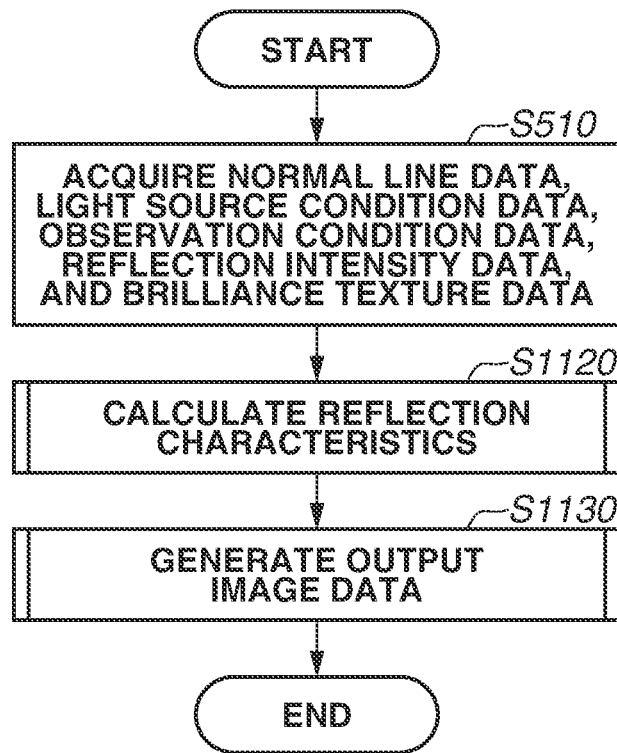 START
S510
ACQUIRE NORMAL LINE DATA,
LIGHT SOURCE CONDITION DATA,
OBSERVATION CONDITION DATA,
REFLECTION INTENSITY DATA,
AND BRILLIANCE TEXTURE DATA
S1120
CALCULATE REFLECTION
CHARACTERISTICS
S1130
GENERATE OUTPUT
IMAGE DATA
END